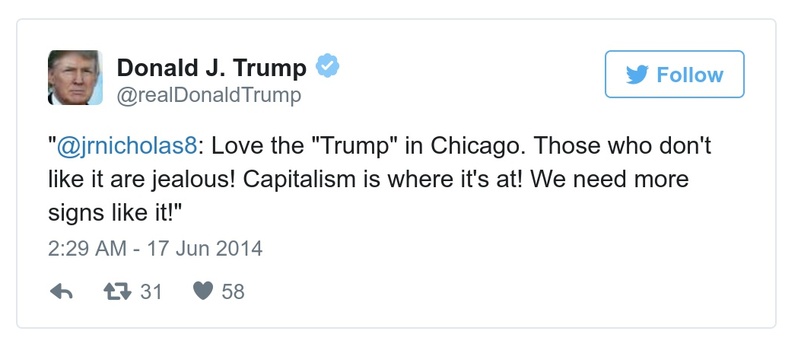 Donald J. Trump
Follow
@realDonaldTrump
"@jrnicholas8: Love the "Trump" in Chicago. Those who don't
like it are jealous! Capitalism is where it's at! We need more
signs like it!"
2:29 AM - 17 Jun 2014
31 58